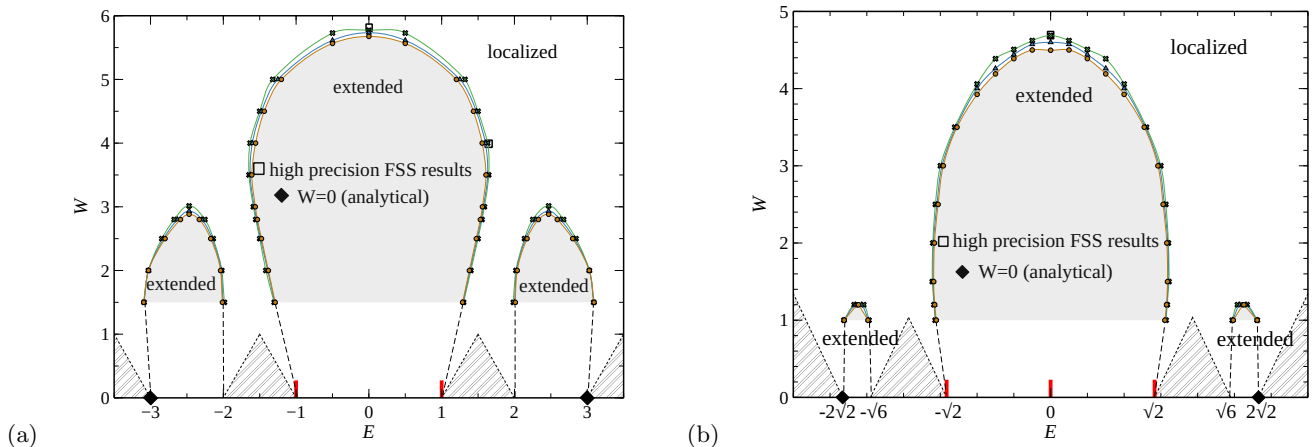 6
5
4
3
2
1
0
W
localized
extended
high precision FSS results
W=0 (analytical)
extended
extended
-3
-2
-1
0
1
2
3
E
(a)
5
4
3
2
1
0
W
localized
extended
high precision FSS results
W=0 (analytical)
extended
extended
-2√2
-√6
-√2
0
√2
√6
2√2
E
(b)